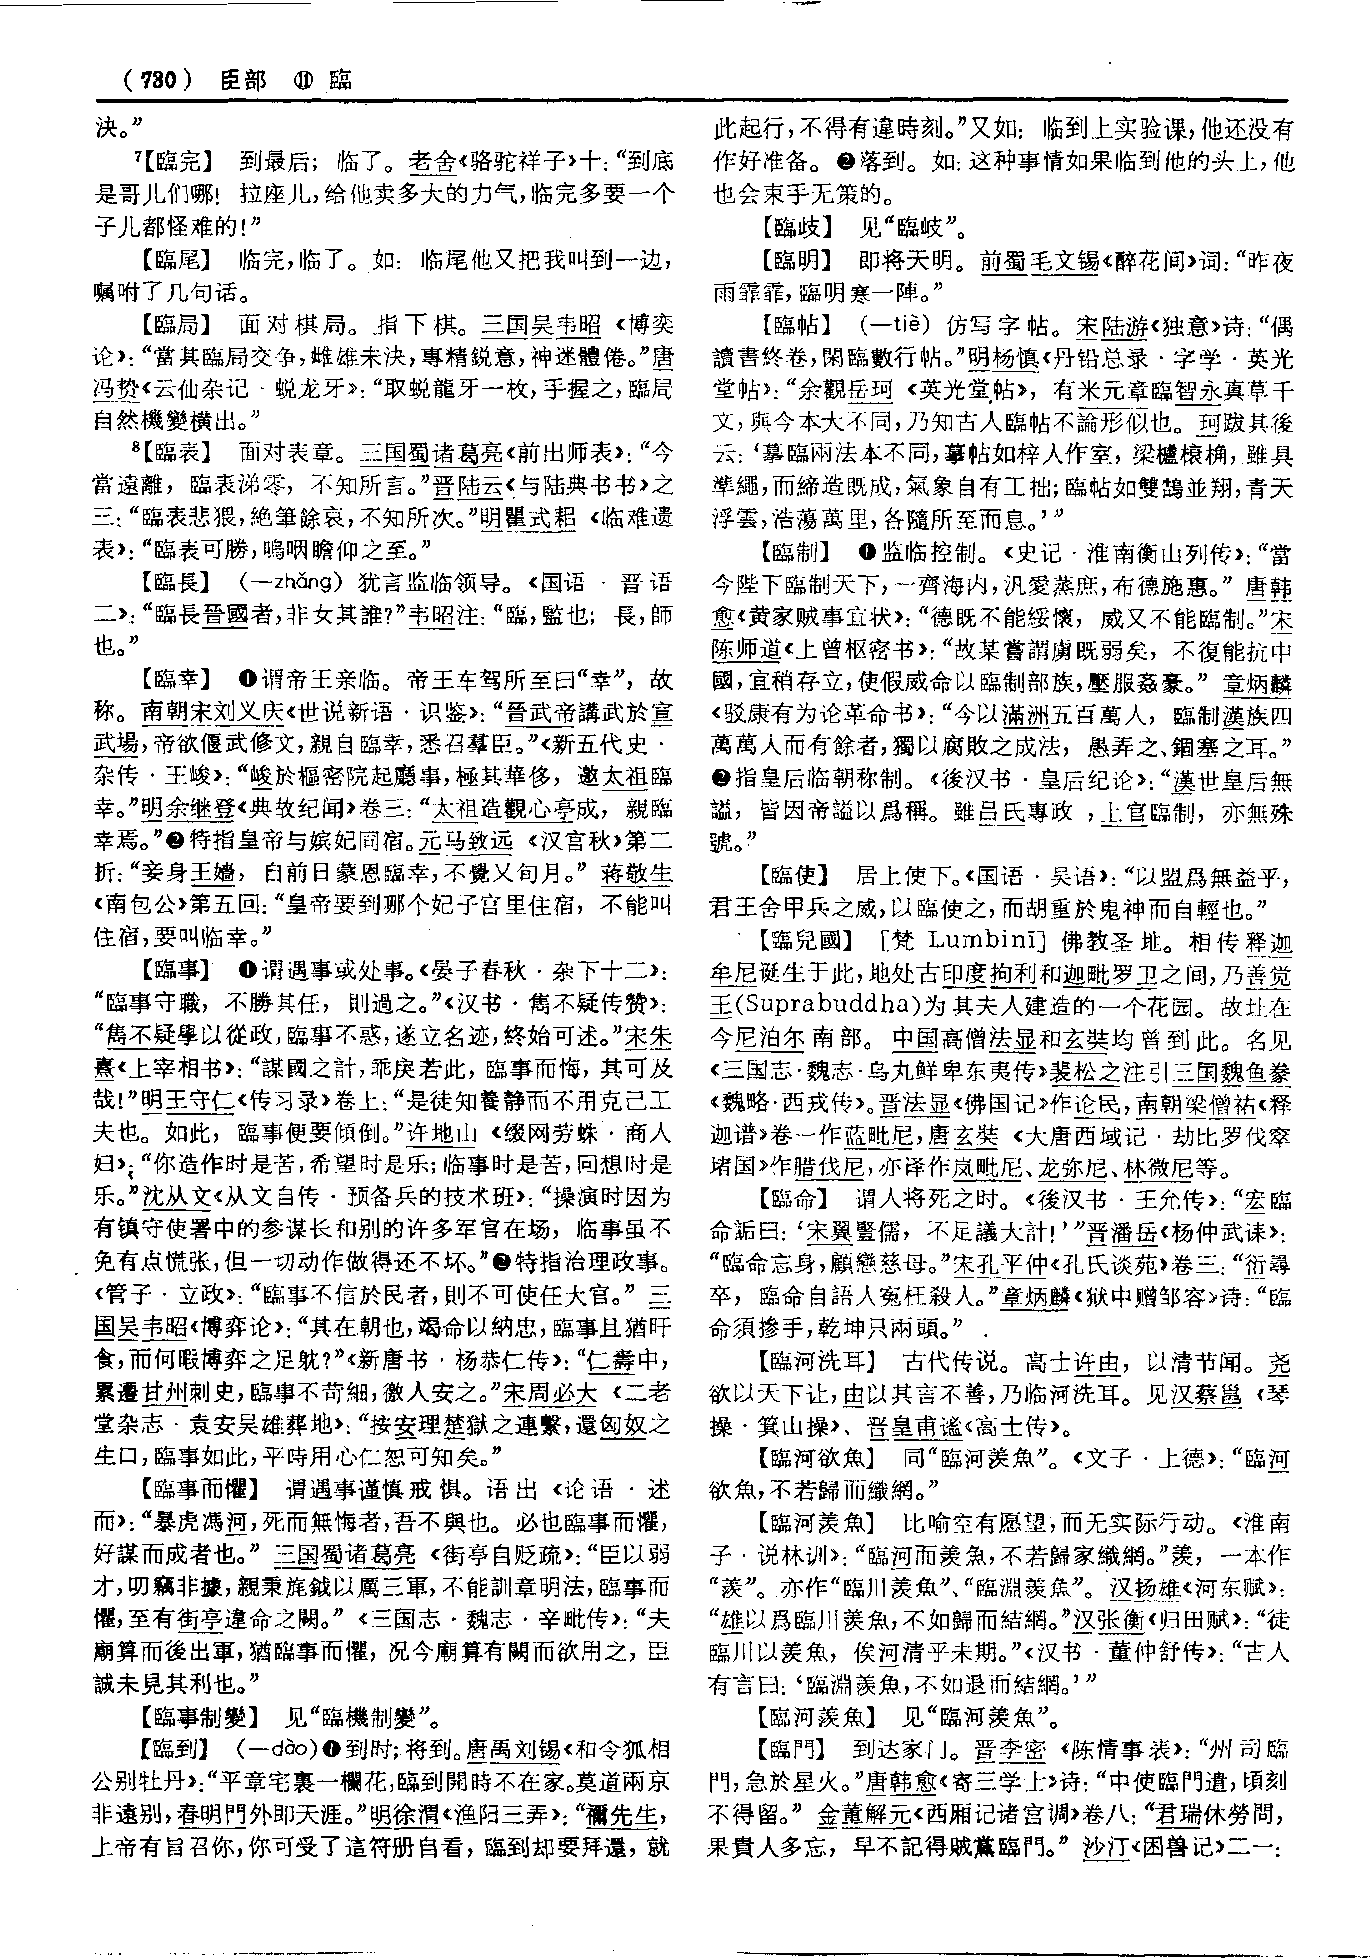 （730） 臣部 ⑪ 臨
決。”
⁷【臨完】 到最后；临了。老舍《骆驼祥子》十：“到底
是哥儿们哪！拉座儿，给他卖多大的力气，临完多要一个
子儿都怪难的！”
【臨尾】 临完，临了。如：临尾他又把我叫到一边，
嘱咐了几句话。
【臨局】 面对棋局。指下棋。三国吴韦昭《博奕
论》：“當其臨局交争，雌雄未決，專精鋭意，神迷體倦。”唐
冯贽《云仙杂记·蜕龙牙》：“取蜕龍牙一枚，手握之，臨局
自然機變横出。”
⁸【臨表】 面对表章。三国蜀诸葛亮《前出师表》：“今
當遠離，臨表涕零，不知所言。”晋陆云《与陆典书书》之
三：“臨表悲猥，絶筆餘哀，不知所次。”明瞿式耜《临难遗
表》：“臨表可勝，嗚咽瞻仰之至。”
【臨長】（—zhǎng）犹言监临领导。《国语·晋语
二》：“臨長晉國者，非女其誰？”韦昭注：“臨，監也；長，師
也。”
【臨幸】 ❶谓帝王亲临。帝王车驾所至曰“幸”，故
称。南朝宋刘义庆《世说新语·识鉴》：“晉武帝講武於宣
武場，帝欲偃武修文，親自臨幸，悉召羣臣。”《新五代史·
杂传·王峻》：“峻於樞密院起廳事，極其華侈，邀太祖臨
幸。”明余继登《典故纪闻》卷三：“太祖造觀心亭成，親臨
幸焉。”❷特指皇帝与嫔妃同宿。元马致远《汉宫秋》第二
折：“妾身王嬙，自前日蒙恩臨幸，不覺又旬月。”蒋敬生
《南包公》第五回：“皇帝要到那个妃子宫里住宿，不能叫
住宿，要叫临幸。”
【臨事】 ❶谓遇事或处事。《晏子春秋·杂下十二》：
“臨事守職，不勝其任，則過之。”《汉书·雋不疑传赞》：
“雋不疑學以從政，臨事不惑，遂立名迹，終始可述。”宋朱
熹《上宰相书》：“謀國之計，乖戾若此，臨事而悔，其可及
哉！”明王守仁《传习录》卷上：“是徒知養静而不用克己工
夫也。如此，臨事便要傾倒。”许地山《缀网劳蛛·商人
妇》：“你造作时是苦，希望时是乐；临事时是苦，回想时是
乐。”沈从文《从文自传·预备兵的技术班》：“操演时因为
有镇守使署中的参谋长和别的许多军官在场，临事虽不
免有点慌张，但一切动作做得还不坏。”❷特指治理政事。
《管子·立政》：“臨事不信於民者，則不可使任大官。”三
国吴韦昭《博弈论》：“其在朝也，竭命以納忠，臨事且猶旰
食，而何暇博弈之足躭？”《新唐书·杨恭仁传》：“仁壽中，
累遷甘州刺史，臨事不苛細，徼人安之。”宋周必大《二老
堂杂志·袁安吴雄葬地》：“按安理楚獄之連繫，還匈奴之
生口，臨事如此，平時用心仁恕可知矣。”
【臨事而懼】 谓遇事谨慎戒惧。语出《论语·述
而》：“暴虎馮河，死而無悔者，吾不與也。必也臨事而懼，
好謀而成者也。”三国蜀诸葛亮《街亭自贬疏》：“臣以弱
才，叨竊非據，親秉旄鉞以厲三軍，不能訓章明法，臨事而
懼，至有街亭違命之闕。”《三国志·魏志·辛毗传》：“夫
廟算而後出軍，猶臨事而懼，况今廟算有闕而欲用之，臣
誠未見其利也。”
【臨事制變】 见“臨機制變”。
【臨到】（—dào）❶到时；将到。唐禹刘锡《和令狐相
公别牡丹》：“平章宅裏一欄花，臨到開時不在家。莫道兩京
非遠别，春明門外即天涯。”明徐渭《渔阳三弄》：“禰先生，
上帝有旨召你，你可受了這符册自看，臨到却要拜還，就
此起行，不得有違時刻。”又如：临到上实验课，他还没有
作好准备。❷落到。如：这种事情如果临到他的头上，他
也会束手无策的。
【臨歧】 见“臨岐”。
【臨明】 即将天明。前蜀毛文锡《醉花间》词：“昨夜
雨霏霏，臨明寒一陣。”
【臨帖】（—tiè）仿写字帖。宋陆游《独意》诗：“偶
讀書終卷，閑臨數行帖。”明杨慎《丹铅总录·字学·英光
堂帖》：“余觀岳珂《英光堂帖》，有米元章臨智永真草千
文，與今本大不同，乃知古人臨帖不論形似也。珂跋其後
云：‘摹臨兩法本不同，摹帖如梓人作室，梁櫨榱桷，雖具
準繩，而締造既成，氣象自有工拙；臨帖如雙鵠並翔，青天
浮雲，浩蕩萬里，各隨所至而息。’”
【臨制】 ❶监临控制。《史记·淮南衡山列传》：“當
今陛下臨制天下，一齊海内，汎愛蒸庶，布德施惠。”唐韩
愈《黄家贼事宜状》：“德既不能綏懷，威又不能臨制。”宋
陈师道《上曾枢密书》：“故某嘗謂虜既弱矣，不復能抗中
國，宜稍存立，使假威命以臨制部族，壓服姦豪。”章炳麟
《驳康有为论革命书》：“今以滿洲五百萬人，臨制漢族四
萬萬人而有餘者，獨以腐敗之成法，愚弄之、錮塞之耳。”
❷指皇后临朝称制。《後汉书·皇后纪论》：“漢世皇后無
謚，皆因帝謚以爲稱。雖吕氏專政，上官臨制，亦無殊
號。”
【臨使】 居上使下。《国语·吴语》：“以盟爲無益乎，
君王舍甲兵之威，以臨使之，而胡重於鬼神而自輕也。”
【臨兒國】 [梵 Lumbinī] 佛教圣地。相传释迦
牟尼诞生于此，地处古印度拘利和迦毗罗卫之间，乃善觉
王(Suprabuddha)为其夫人建造的一个花园。故址在
今尼泊尔南部。中国高僧法显和玄奘均曾到此。名见
《三国志·魏志·乌丸鲜卑东夷传》裴松之注引三国魏鱼豢
《魏略·西戎传》。晋法显《佛国记》作论民，南朝梁僧祐《释
迦谱》卷一作蓝毗尼，唐玄奘《大唐西域记·劫比罗伐窣
堵国》作腊伐尼，亦译作岚毗尼、龙弥尼、林微尼等。
【臨命】 谓人将死之时。《後汉书·王允传》：“宏臨
命詬曰：‘宋翼豎儒，不足議大計！’”晋潘岳《杨仲武诔》：
“臨命忘身，顧戀慈母。”宋孔平仲《孔氏谈苑》卷三：“衍尋
卒，臨命自語人寃枉殺人。”章炳麟《狱中赠邹容》诗：“臨
命須摻手，乾坤只兩頭。”
【臨河洗耳】 古代传说。高士许由，以清节闻。尧
欲以天下让，由以其言不善，乃临河洗耳。见汉蔡邕《琴
操·箕山操》、晋皇甫谧《高士传》。
【臨河欲魚】 同“臨河羡魚”。《文子·上德》：“臨河
欲魚，不若歸而織網。”
【臨河羡魚】 比喻空有愿望，而无实际行动。《淮南
子·说林训》：“臨河而羡魚，不若歸家織網。”羡，一本作
“羨”。亦作“臨川羡魚”、“臨淵羡魚”。汉扬雄《河东赋》：
“雄以爲臨川羡魚，不如歸而結網。”汉张衡《归田赋》：“徒
臨川以羡魚，俟河清乎未期。”《汉书·董仲舒传》：“古人
有言曰：‘臨淵羡魚，不如退而結網。’”
【臨河羨魚】 见“臨河羡魚”。
【臨門】 到达家门。晋李密《陈情事表》：“州司臨
門，急於星火。”唐韩愈《寄三学士》诗：“中使臨門遣，頃刻
不得留。”金董解元《西厢记诸宫调》卷八：“君瑞休勞問，
果貴人多忘，早不記得賊黨臨門。”沙汀《困兽记》二一：